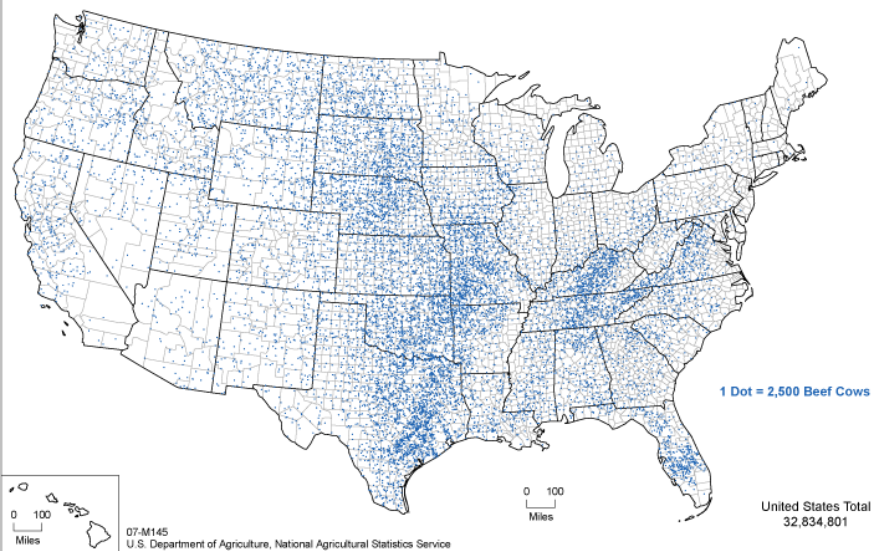 1 Dot = 2,500 Beef Cows
0 100
Miles
United States Total
32,834,801
0 100
Miles
07-M145
U.S. Department of Agriculture, National Agricultural Statistics Service